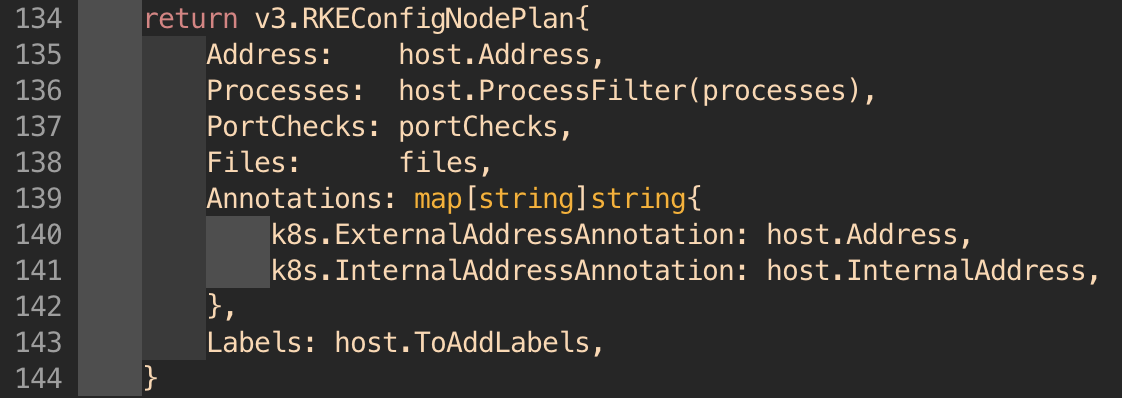 134 return v3.RKEConfigNodePlan{
135 Address:    host.Address,
136 Processes:  host.ProcessFilter(processes),
137 PortChecks: portChecks,
138 Files:      files,
139 Annotations: map[string]string{
140 k8s.ExternalAddressAnnotation: host.Address,
141 k8s.InternalAddressAnnotation: host.InternalAddress,
142 },
143 Labels: host.ToAddLabels,
144 }